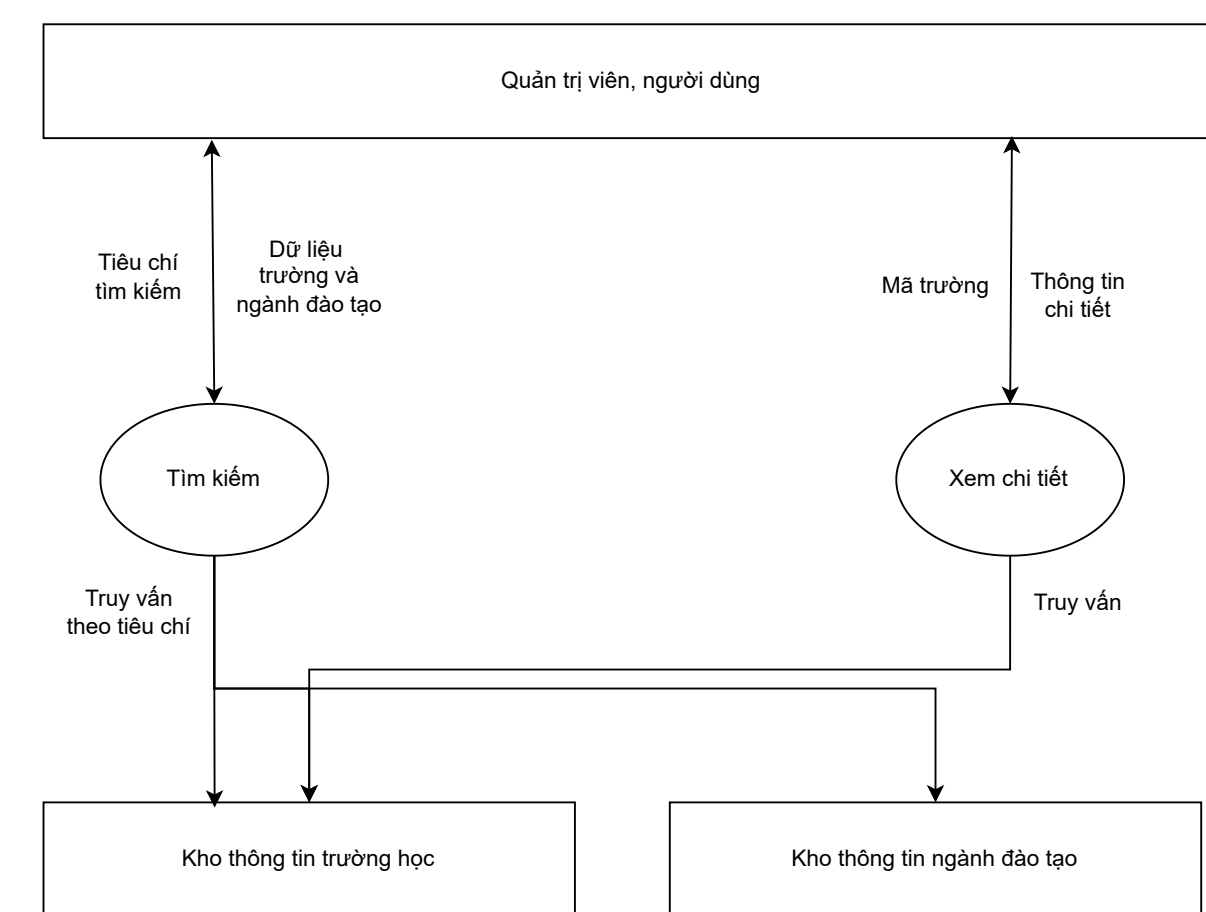 Quản trị viên, người dùng
Tiêu chí
tìm kiếm
Dữ liệu
trường và
ngành đào tạo
Mã trường
Thông tin
chi tiết
Tìm kiếm
Xem chi tiết
Truy vấn
theo tiêu chí
Truy vấn
Kho thông tin trường học
Kho thông tin ngành đào tạo